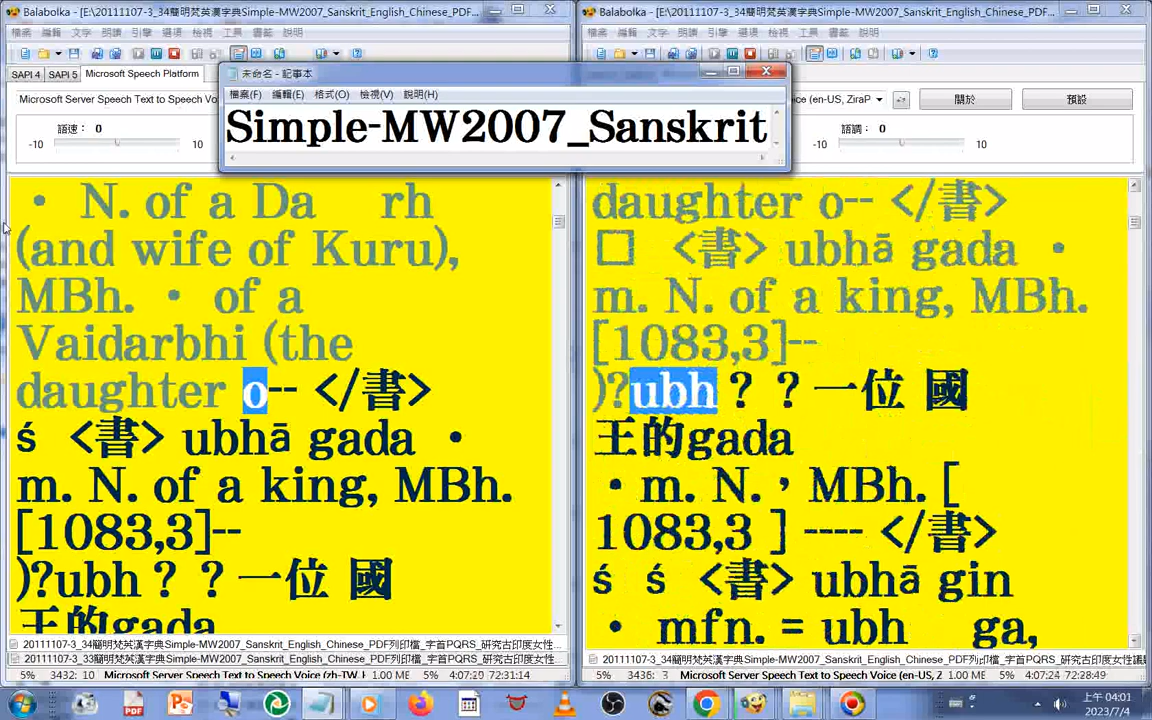 Balabolka - [E:\20111107-3_34簡明梵英漢字典Simple-MW2007_Sanskrit_English_Chinese_PDF...
檔案 編輯 文字 朗讀 引擎 選項 檢視 工具 書籤 說明
SAPI 4 SAPI 5 Microsoft Speech Platform
Microsoft Server Speech Text to Speech Vo
語速： 0
-10 10
• N. of a Da rh
(and wife of Kuru),
MBh. • of a
Vaidarbhi (the
daughter o-- </書>
ś <書> ubhā gada •
m. N. of a king, MBh.
[1083,3]--
)?ubh？？一位 國
王的gada
20111107-3_34簡明梵英漢字典Simple-MW2007_Sanskrit_English_Chinese_PDF列印檔_字首PQRS_研究古印度女性...
20111107-3_33簡明梵英漢字典Simple-MW2007_Sanskrit_English_Chinese_PDF列印檔_字首PQRS_研究古印度女性...
5% 3432: 10 Microsoft Server Speech Text to Speech Voice (zh-TW, 1.00 ME 5% 4:07:29 72:31:14
未命名 - 記事本
檔案(F) 編輯(E) 格式(O) 檢視(V) 說明(H)
Simple-MW2007_Sanskrit
Balabolka - [E:\20111107-3_34簡明梵英漢字典Simple-MW2007_Sanskrit_English_Chinese_PDF...
檔案 編輯 文字 朗讀 引擎 選項 檢視 工具 書籤 說明
ice (en-US, ZiraP 關於 預設
語調： 0
-10 10
daughter o-- </書>
□ <書> ubhā gada •
m. N. of a king, MBh.
[1083,3]--
)?ubh？？一位 國
王的gada
• m. N.，MBh. [
1083,3 ] ---- </書>
ś ś <書> ubhā gin
• mfn. = ubh ga,
20111107-3_34簡明梵英漢字典Simple-MW2007_Sanskrit_English_Chinese_PDF列印檔_字首PQRS_研究古印度女性議
5% 3436: 3 Microsoft Server Speech Text to Speech Voice (en-US, Z 1.00 MB 5% 4:07:24 72:28:49
上午 04:01
2023/7/4